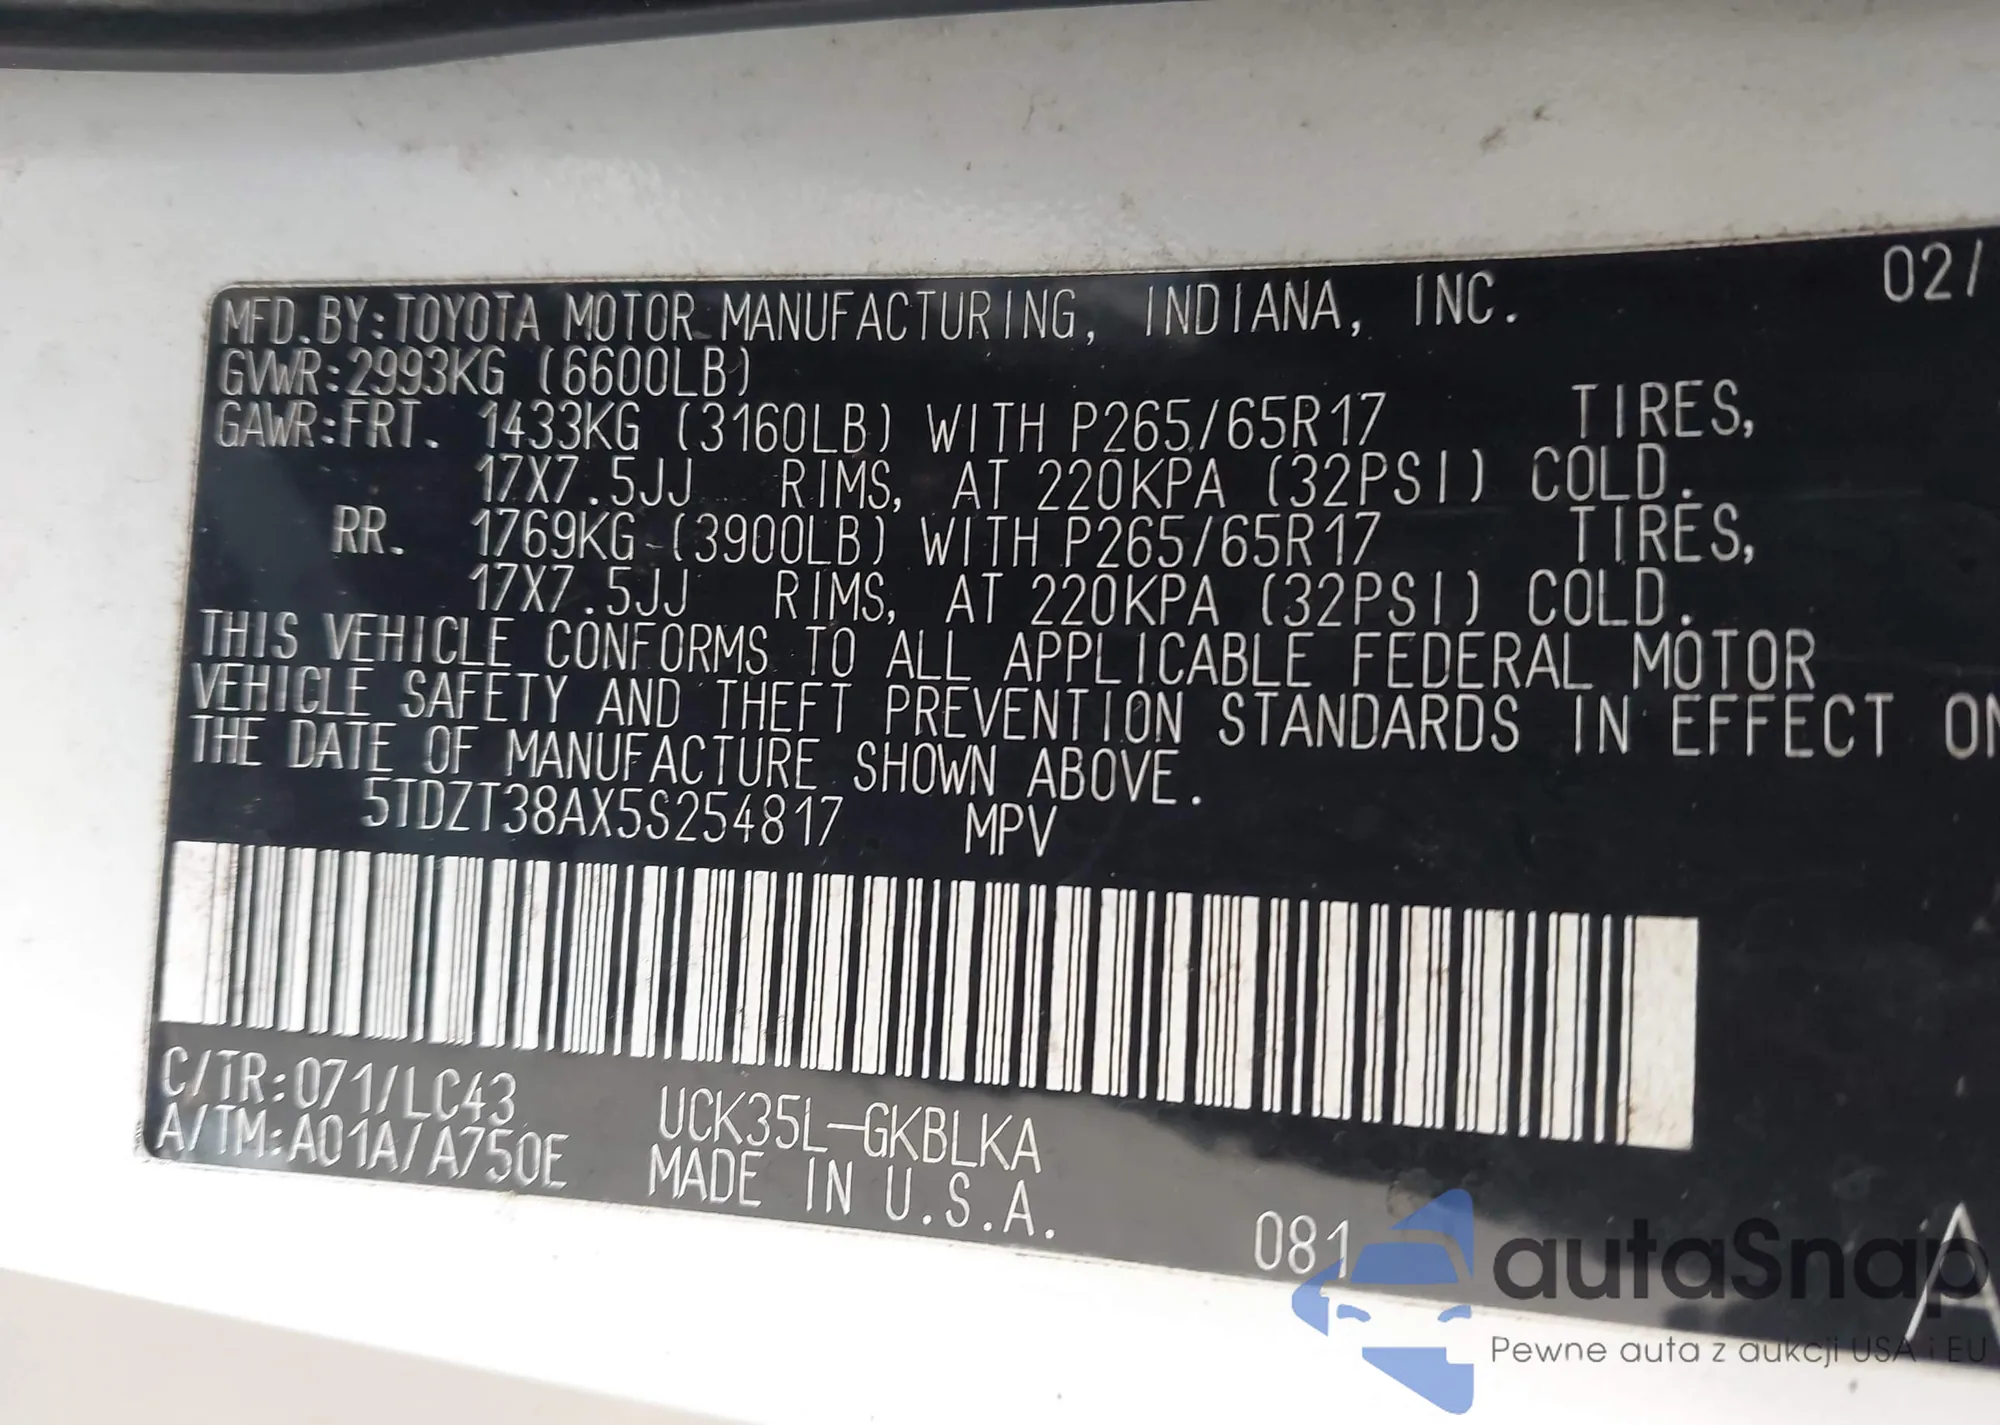 02/
MFD.BY:TOYOTA MOTOR MANUFACTURING, INDIANA, INC.
GVWR:2993KG (6600LB)
GAWR:FRT. 1433KG (3160LB) WITH P265/65R17 TIRES,
17X7.5JJ RIMS, AT 220KPA (32PSI) COLD.
RR. 1769KG (3900LB) WITH P265/65R17 TIRES,
17X7.5JJ RIMS, AT 220KPA (32PSI) COLD.
THIS VEHICLE CONFORMS TO ALL APPLICABLE FEDERAL MOTOR
VEHICLE SAFETY AND THEFT PREVENTION STANDARDS IN EFFECT ON
THE DATE OF MANUFACTURE SHOWN ABOVE.
5TDZT38AX5S254817 MPV
C/TR:071/LC43 UCK35L-GKBLKA
A/TM:A01A/A750E MADE IN U.S.A.
081 A
autaSnap
Pewne auta z aukcji USA i EU